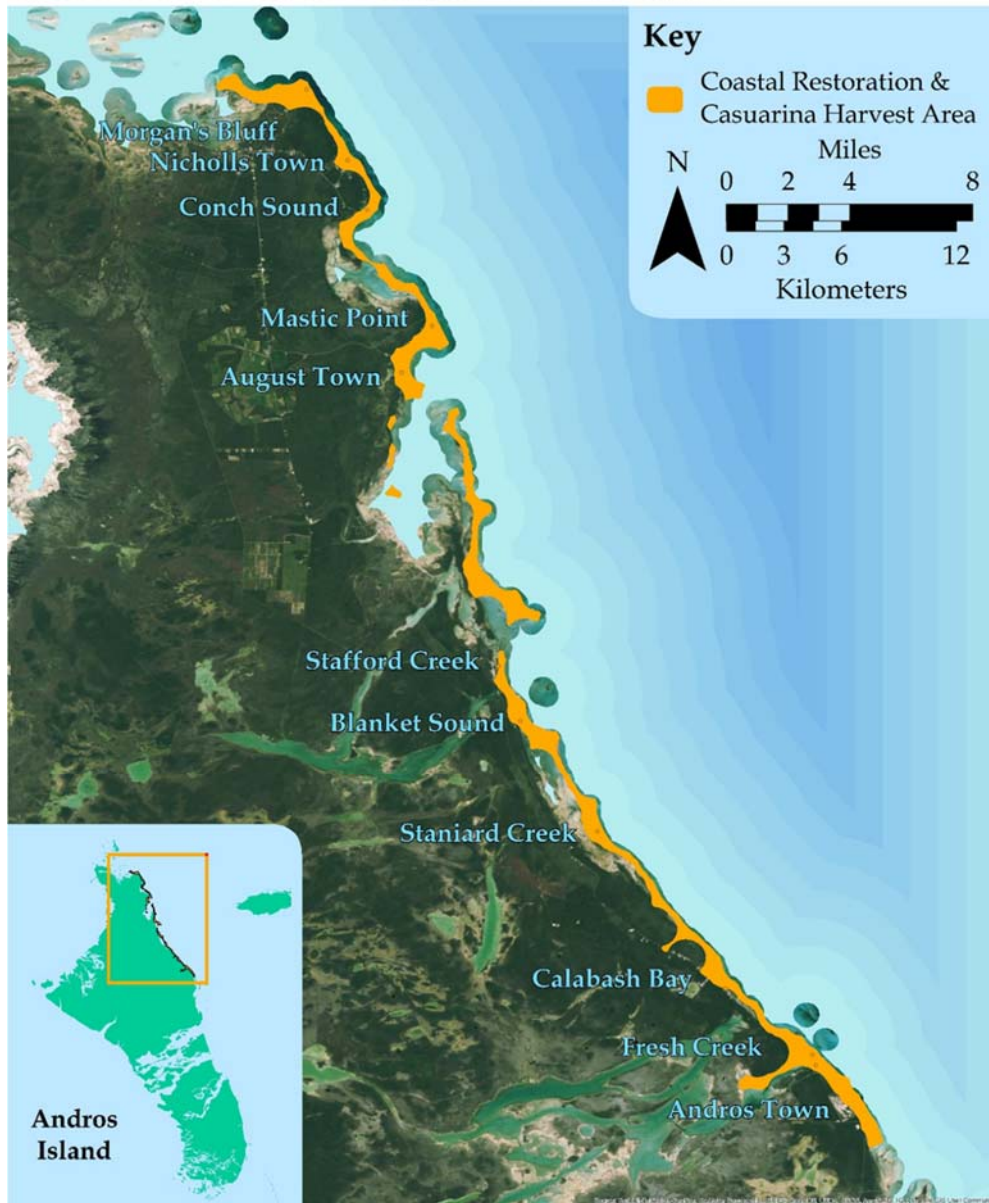 Key
Coastal Restoration &
Casuarina Harvest Area
Miles
N
0 2 4 8
0 3 6 12
Kilometers
Morgan's Bluff
Nicholls Town
Conch Sound
Mastic Point
August Town
Stafford Creek
Blanket Sound
Staniard Creek
Calabash Bay
Fresh Creek
Andros Town
Andros
Island